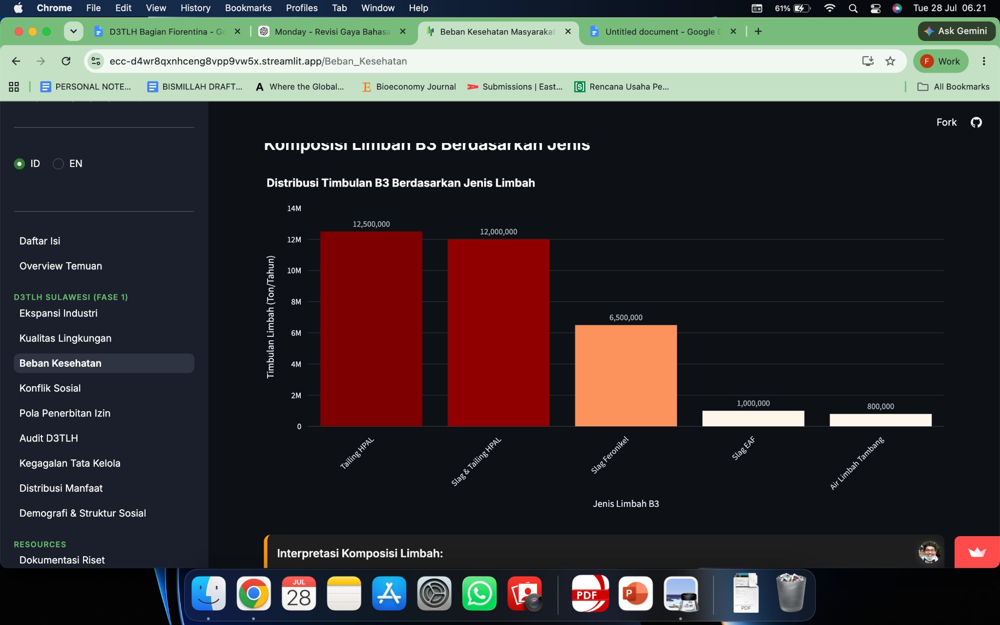 Chrome File Edit View History Bookmarks Profiles Tab Window Help 61% Tue 28 Jul 06.21
D3TLH Bagian Fiorentina - Go Monday - Revisi Gaya Bahasa Beban Kesehatan Masyarakat Untitled document - Google D Ask Gemini
ecc-d4wr8qxnhceng8vpp9vw5x.streamlit.app/Beban_Kesehatan F Work
PERSONAL NOTE... BISMILLAH DRAFT... A Where the Global... E Bioeconomy Journal Submissions | East... [S] Rencana Usaha Pe... All Bookmarks
Fork
ID EN
Daftar Isi
Overview Temuan
D3TLH SULAWESI (FASE 1)
Ekspansi Industri
Kualitas Lingkungan
Beban Kesehatan
Konflik Sosial
Pola Penerbitan Izin
Audit D3TLH
Kegagalan Tata Kelola
Distribusi Manfaat
Demografi & Struktur Sosial
RESOURCES
Dokumentasi Riset
Komposisi Limbah B3 Berdasarkan Jenis
Distribusi Timbulan B3 Berdasarkan Jenis Limbah
Timbulan Limbah (Ton/Tahun)
14M
12M
10M
8M
6M
4M
2M
0
12,500,000
12,000,000
6,500,000
1,000,000
800,000
Tailing HPAL
Slag & Tailing HPAL
Slag Feronikel
Slag EAF
Air Limbah Tambang
Jenis Limbah B3
Interpretasi Komposisi Limbah:
JUL
28
PDF
P
PDF